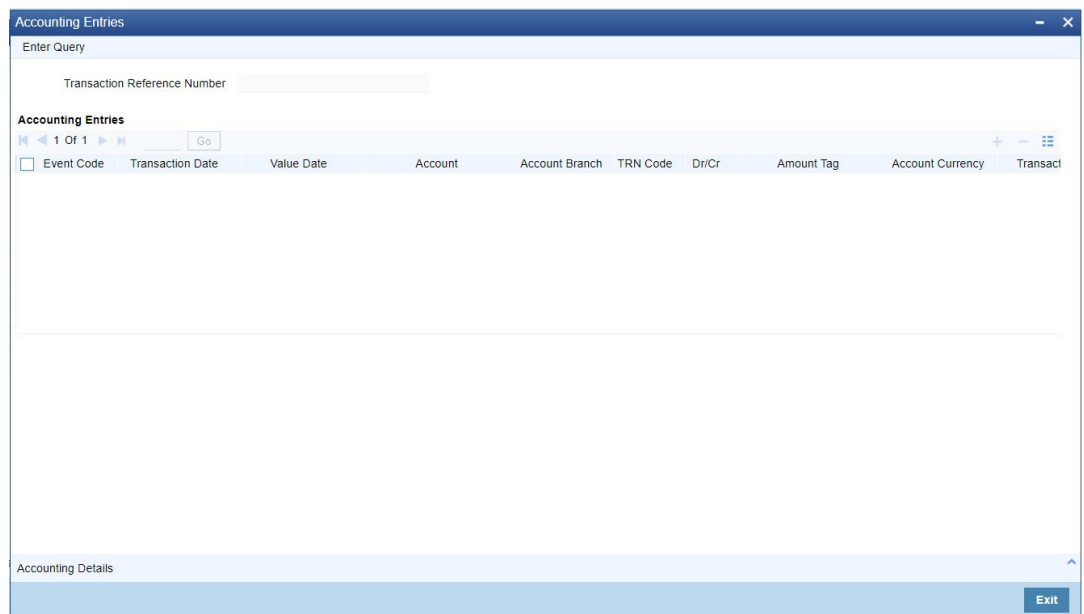 Accounting Entries
Enter Query
Transaction Reference Number
Accounting Entries
1 Of 1 Go
Event Code Transaction Date Value Date Account Account Branch TRN Code Dr/Cr Amount Tag Account Currency Transact
Accounting Details
Exit